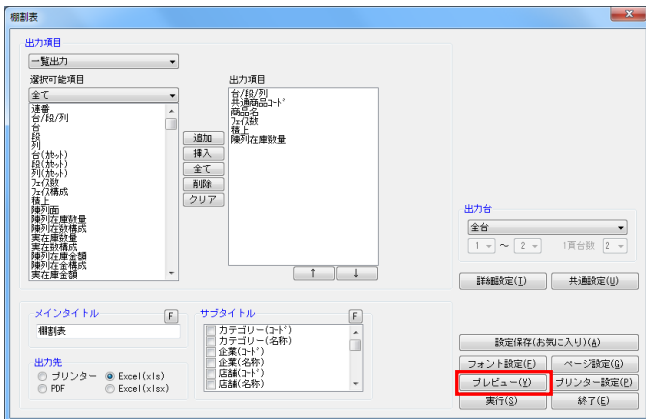 棚割表
出力項目
一覧出力
選択可能項目
全て
連番
台/段/列
台
段
列
台(ｶｾｯﾄ)
段(ｶｾｯﾄ)
列(ｶｾｯﾄ)
ﾌｪｲｽ数
ﾌｪｲｽ構成
積上
陳列面
陳列在庫数量
陳列在数構成
実在庫数量
実在数構成
陳列在庫金額
陳列在金構成
実在庫金額
追加
挿入
全て
削除
クリア
出力項目
台/段/列
共通商品ｺｰﾄﾞ
商品名
ﾌｪｲｽ数
積上
陳列在庫数量
↑
↓
出力台
全台
1 ～ 2 1頁台数 2
詳細設定(T)
共通設定(U)
メインタイトル F
棚割表
サブタイトル F
カテゴリー(ｺｰﾄﾞ)
カテゴリー(名称)
企業(ｺｰﾄﾞ)
企業(名称)
店舗(ｺｰﾄﾞ)
店舗(名称)
出力先
プリンター Excel(xls)
PDF Excel(xlsx)
設定保存(お気に入り)(A)
フォント設定(F) ページ設定(G)
プレビュー(V) プリンター設定(P)
実行(S) 終了(E)